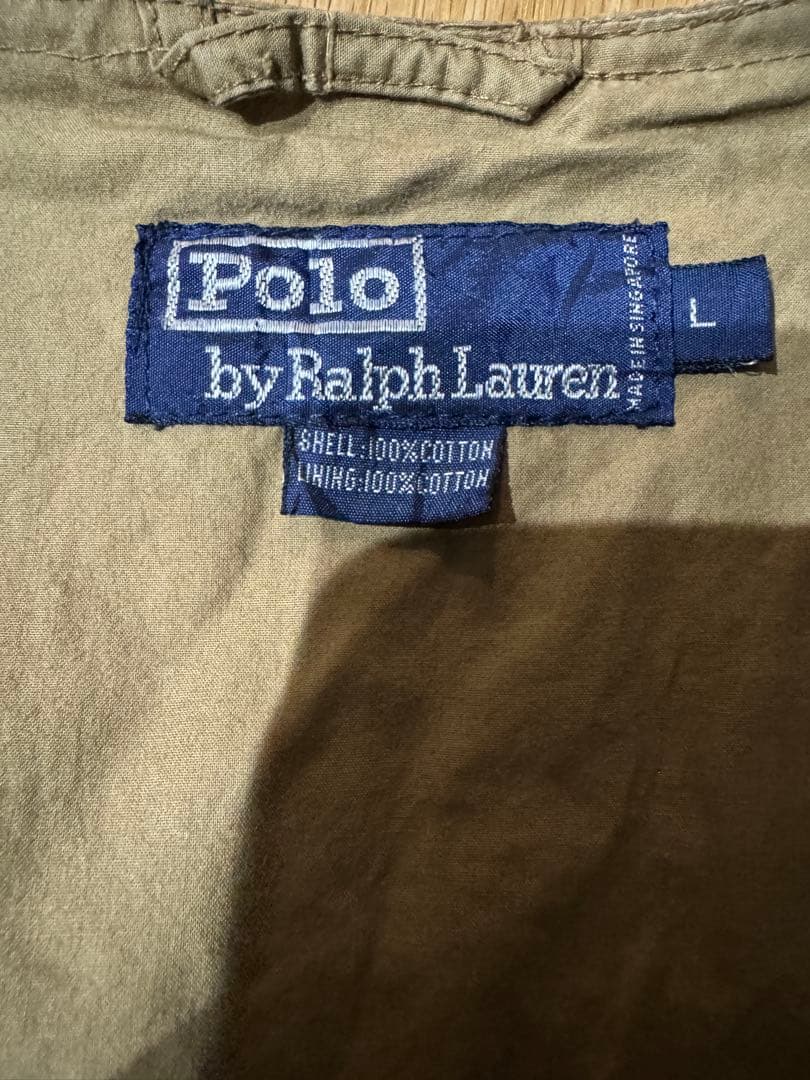 Polo
by Ralph Lauren
MADE IN SINGAPORE
L
SHELL:100%COTTON
LINING:100%COTTON